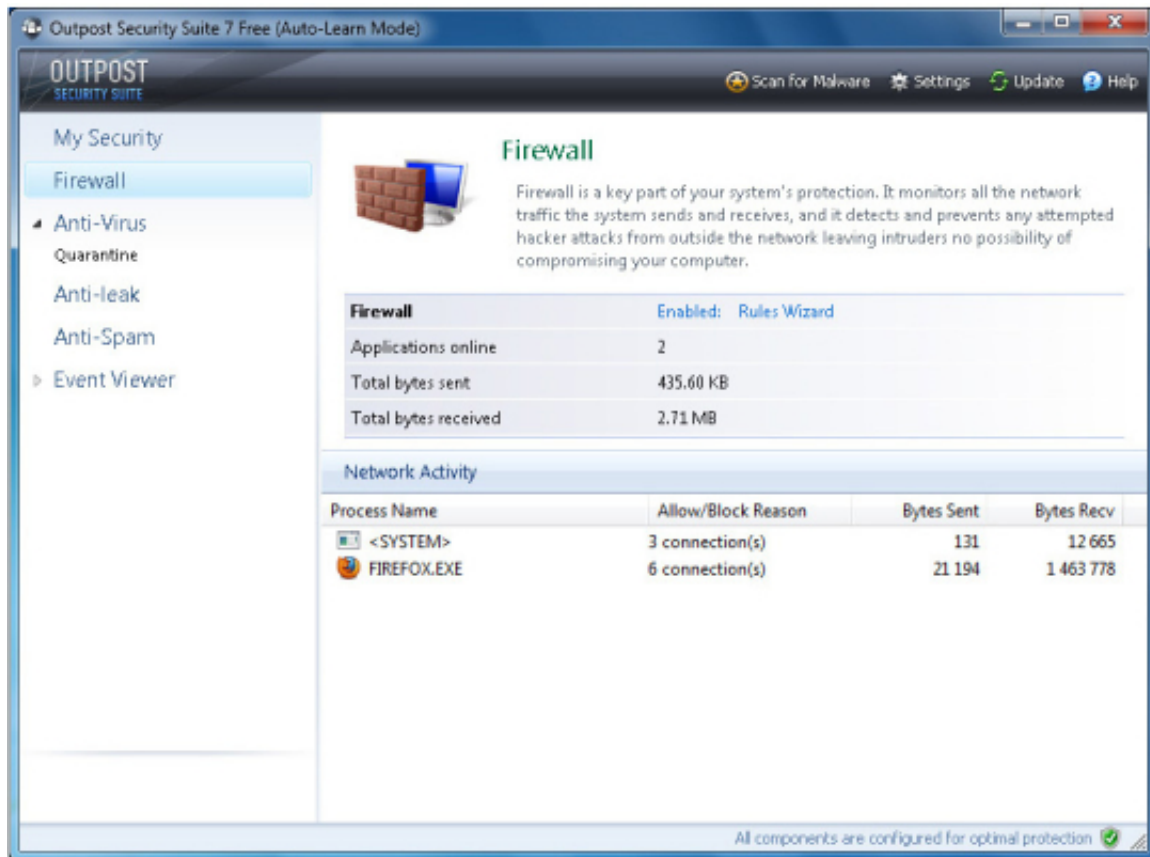 Outpost Security Suite 7 Free (Auto-Learn Mode)
OUTPOST
SECURITY SUITE
Scan for Malware Settings Update Help
My Security
Firewall
Anti-Virus
Quarantine
Anti-leak
Anti-Spam
Event Viewer
Firewall
Firewall is a key part of your system's protection. It monitors all the network
traffic the system sends and receives, and it detects and prevents any attempted
hacker attacks from outside the network leaving intruders no possibility of
compromising your computer.
Firewall Enabled: Rules Wizard
Applications online 2
Total bytes sent 435.60 KB
Total bytes received 2.71 MB
Network Activity
Process Name Allow/Block Reason Bytes Sent Bytes Recv
<SYSTEM> 3 connection(s) 131 12 665
FIREFOX.EXE 6 connection(s) 21 194 1 463 778
All components are configured for optimal protection